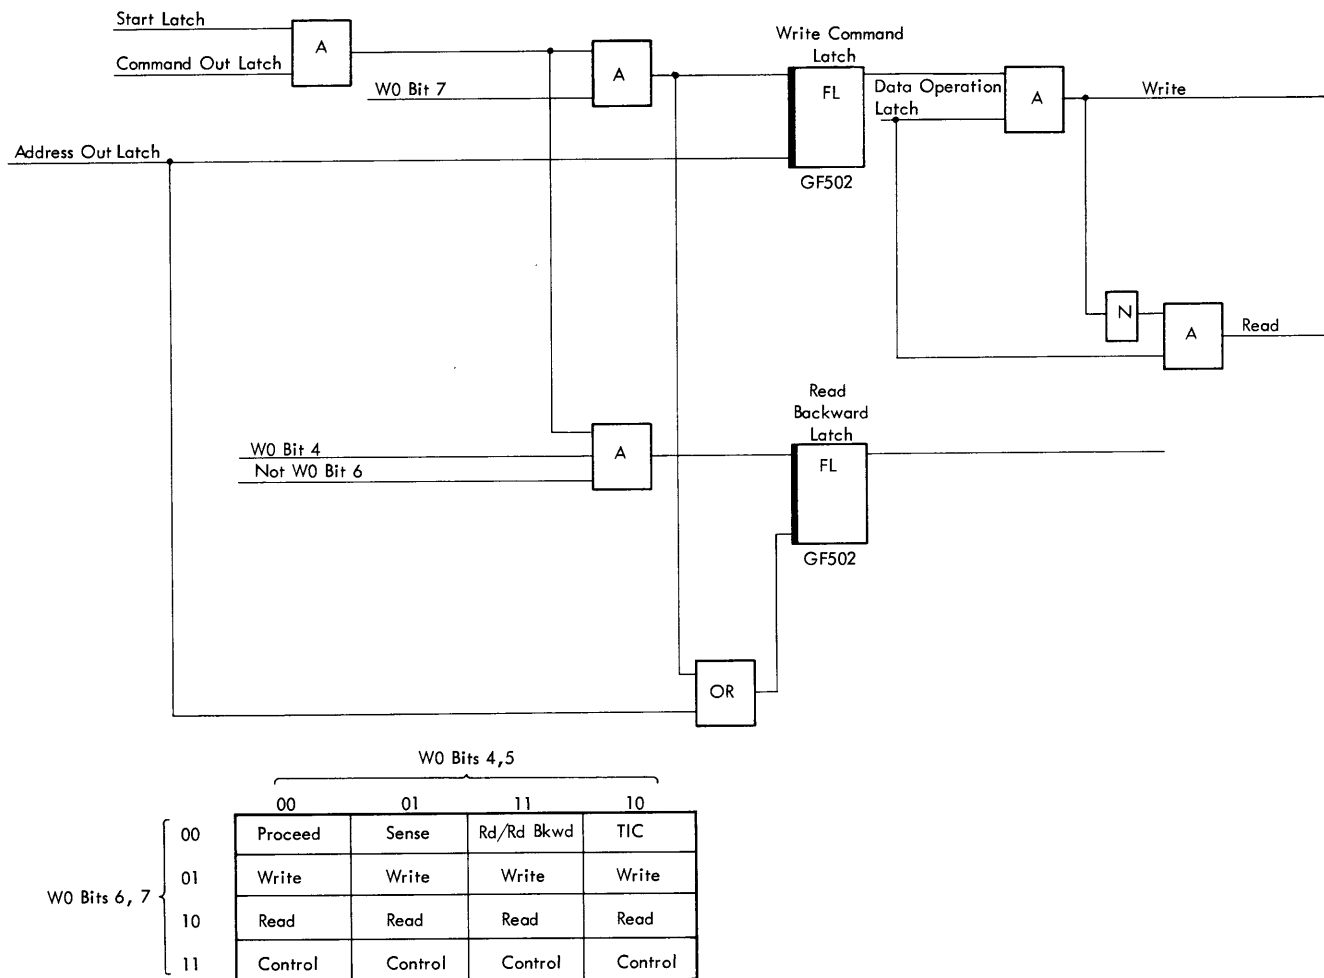 Start Latch
A
Command Out Latch
W0 Bit 7
A
Write Command
Latch
FL
GF502
Data Operation
Latch
A
Write
Address Out Latch
N
A
Read
W0 Bit 4
Not W0 Bit 6
A
Read
Backward
Latch
FL
GF502
OR
W0 Bits 4,5
00 01 11 10
W0 Bits 6, 7
00 Proceed Sense Rd/Rd Bkwd TIC
01 Write Write Write Write
10 Read Read Read Read
11 Control Control Control Control